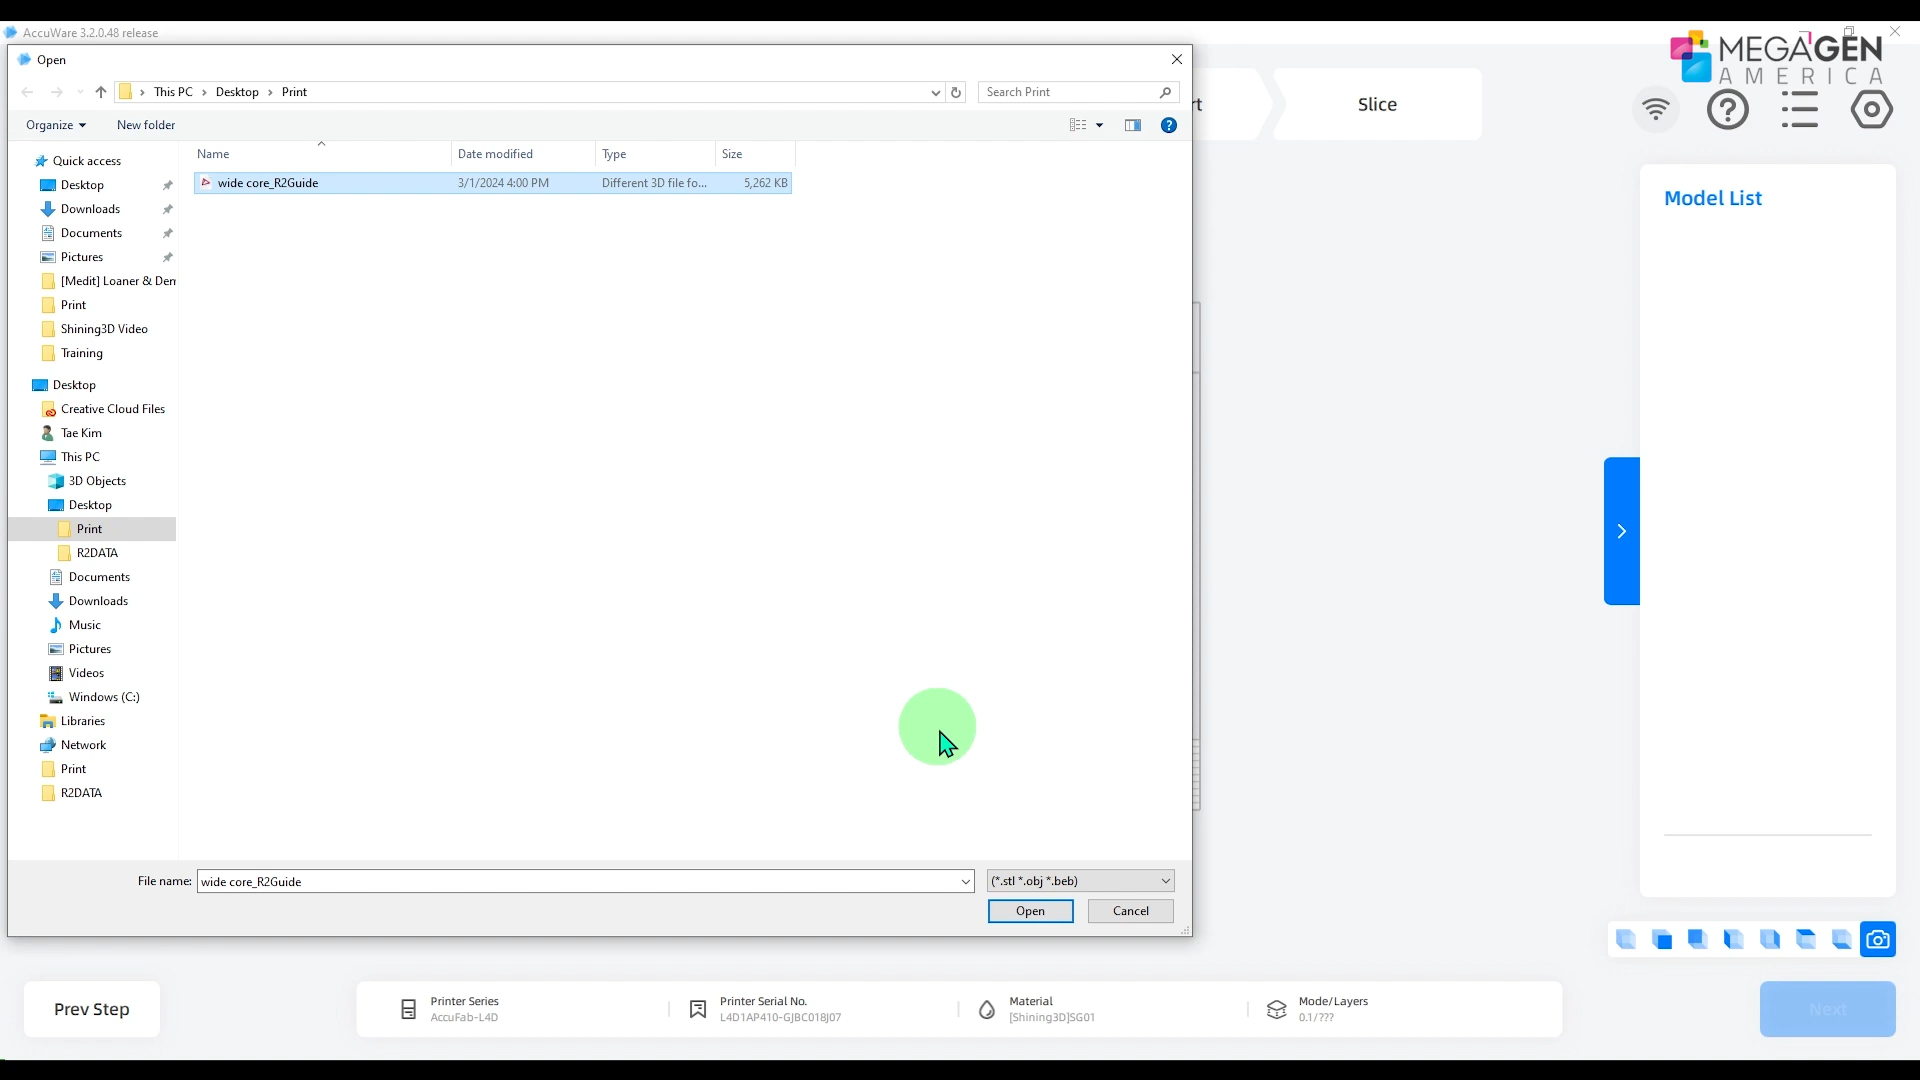 AccuWare 3.2.0.48 release
MEGAGEN
AMERICA
Open
This PC > Desktop > Print
Search Print
rt
Slice
Organize
New folder
Name
Date modified
Type
Size
wide core_R2Guide
3/1/2024 4:00 PM
Different 3D file fo...
5,262 KB
Quick access
Desktop
Downloads
Documents
Pictures
[Medit] Loaner & Den
Print
Shining3D Video
Training
Desktop
Creative Cloud Files
Tae Kim
This PC
3D Objects
Desktop
Print
R2DATA
Documents
Downloads
Music
Pictures
Videos
Windows (C:)
Libraries
Network
Print
R2DATA
Model List
File name:
wide core_R2Guide
(*.stl *.obj *.beb)
Open
Cancel
Prev Step
Printer Series
AccuFab-L4D
Printer Serial No.
L4D1AP410-GJBC018J07
Material
[Shining3D]SG01
Mode/Layers
0.1/???
Next